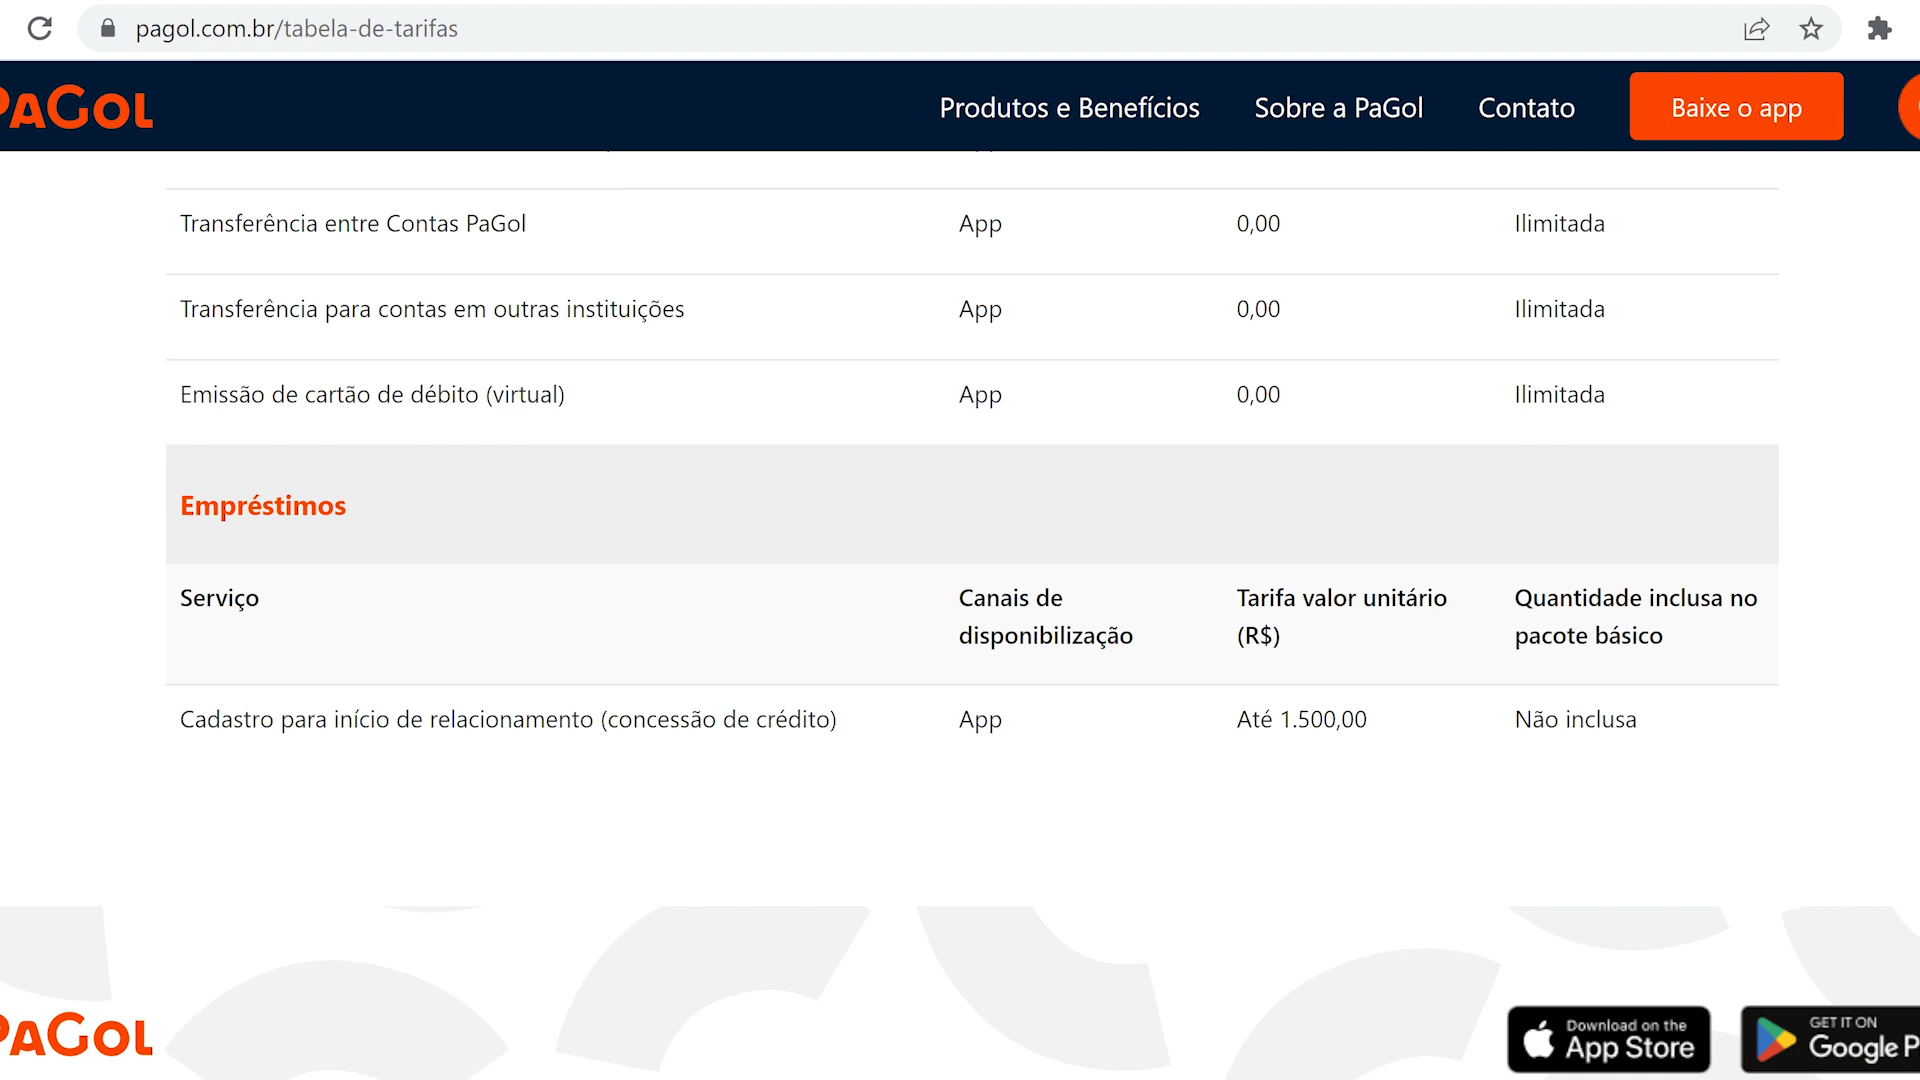 pagol.com.br/tabela-de-tarifas
PAGOL
Produtos e Benefícios
Sobre a PaGol
Contato
Baixe o app
Transferência entre Contas PaGol App 0,00 Ilimitada
Transferência para contas em outras instituições App 0,00 Ilimitada
Emissão de cartão de débito (virtual) App 0,00 Ilimitada
Empréstimos
Serviço Canais de disponibilização Tarifa valor unitário (R$) Quantidade inclusa no pacote básico
Cadastro para início de relacionamento (concessão de crédito) App Até 1.500,00 Não inclusa
PAGOL
Download on the
App Store
GET IT ON
Google P